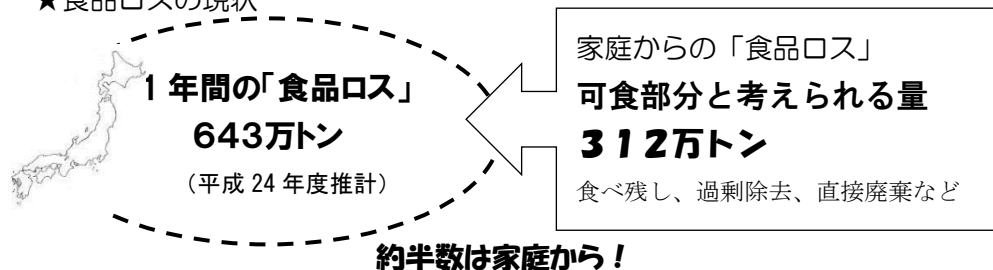 ★食品ロスの現状
1年間の「食品ロス」
643万トン
（平成24年度推計）
家庭からの「食品ロス」
可食部分と考えられる量
312万トン
食べ残し、過剰除去、直接廃棄など
約半数は家庭から！